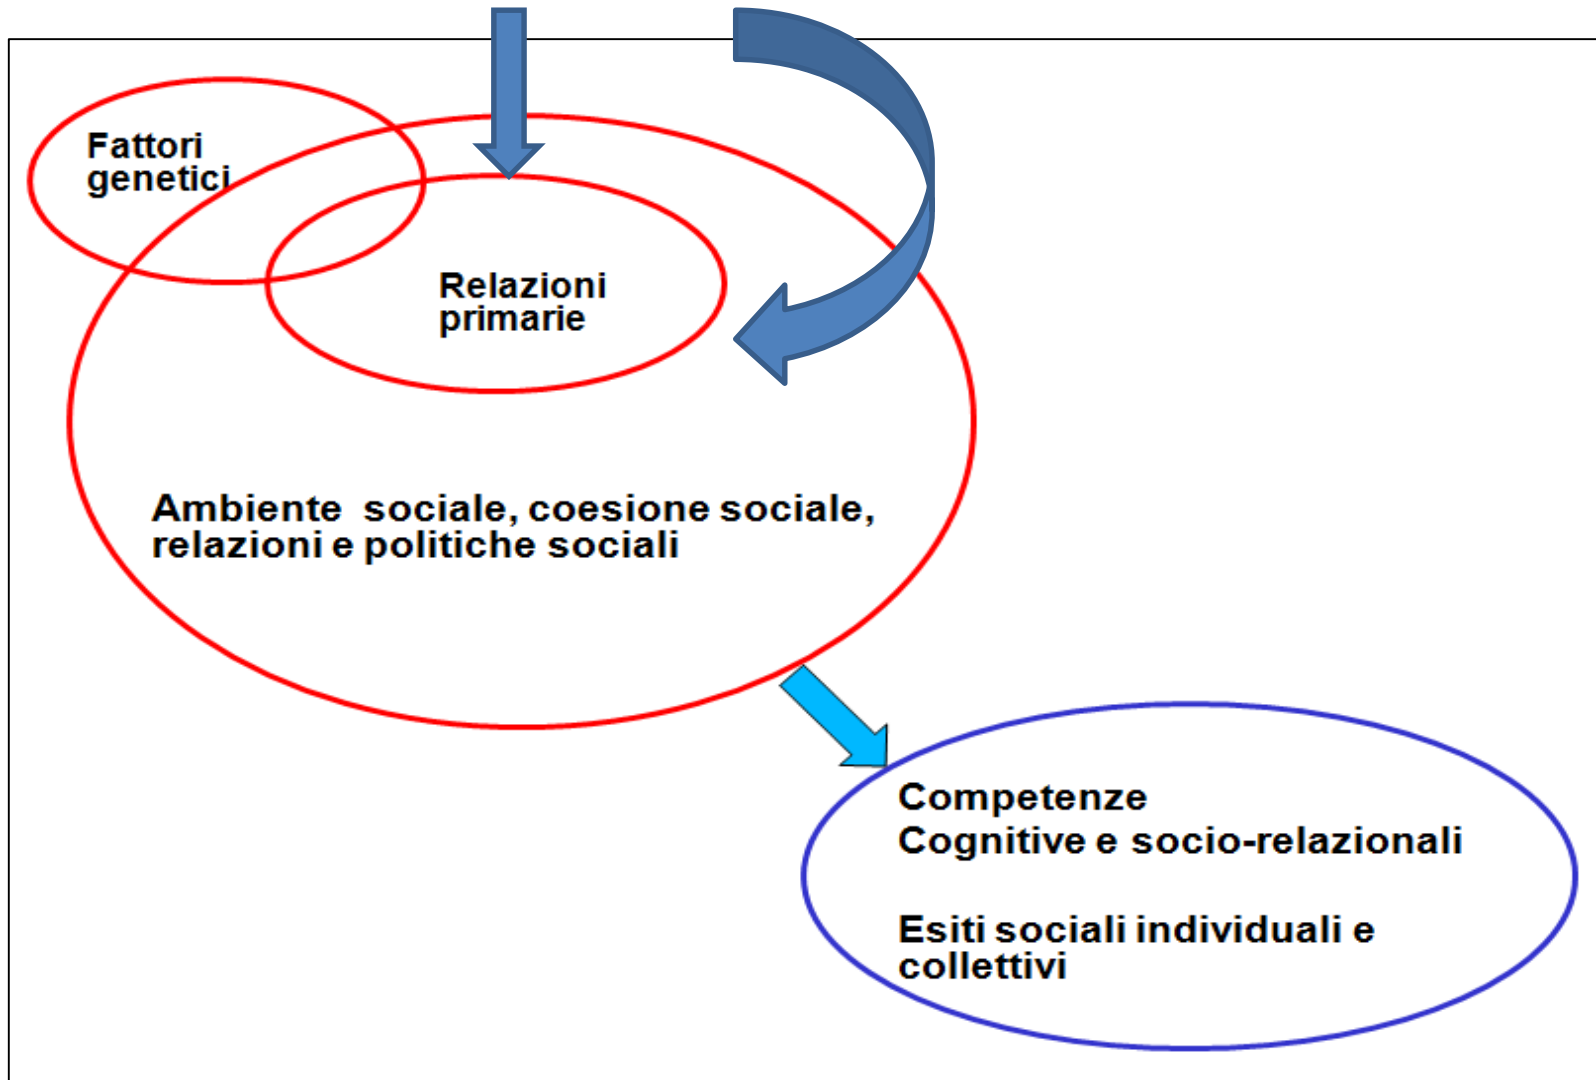 Fattori
genetici
Relazioni
primarie
Ambiente sociale, coesione sociale,
relazioni e politiche sociali
Competenze
Cognitive e socio-relazionali
Esiti sociali individuali e
collettivi